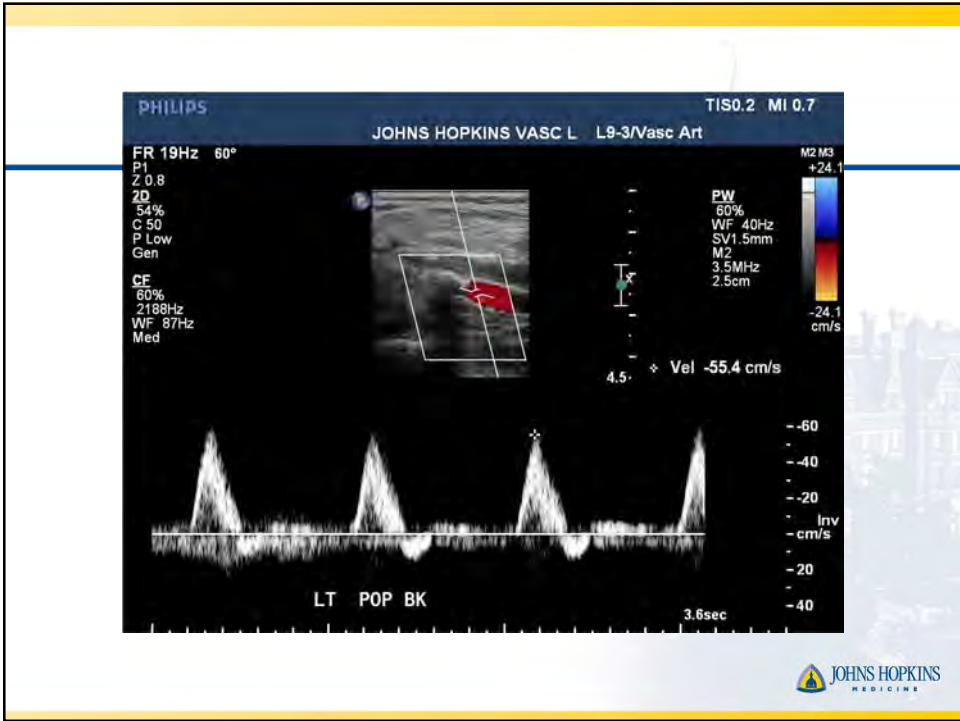 PHILIPS
TIS0.2 MI 0.7
JOHNS HOPKINS VASC L L9-3/Vasc Art
FR 19Hz 60°
P1
Z 0.8
2D
54%
C 50
P Low
Gen
CF
60%
2188Hz
WF 87Hz
Med
PW
60%
WF 40Hz
SV1.5mm
M2
3.5MHz
2.5cm
M2 M3
+24.1
-24.1
cm/s
4.5
Vel -55.4 cm/s
-60
-40
-20
Inv
cm/s
20
40
LT POP BK
3.6sec
JOHNS HOPKINS
MEDICINE